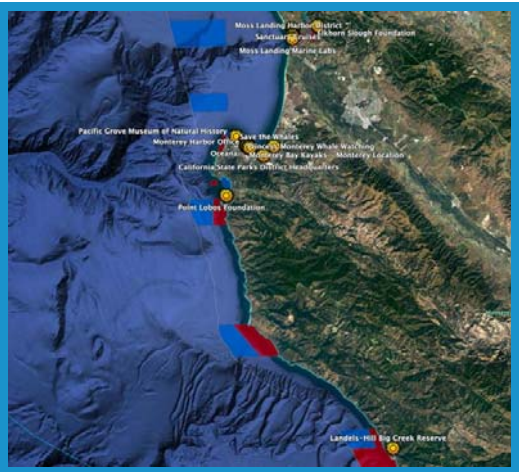 Moss Landing Harbor District
Elkhorn Slough Foundation
Sanctuary Cruises
Moss Landing Marine Labs
Pacific Grove Museum of Natural History
Save the Whales
Monterey Harbor Office
Princess Monterey Whale Watching
Oceana
Monterey Bay Kayaks - Monterey Location
California State Parks District Headquarters
Point Lobos Foundation
Landels-Hill Big Creek Reserve